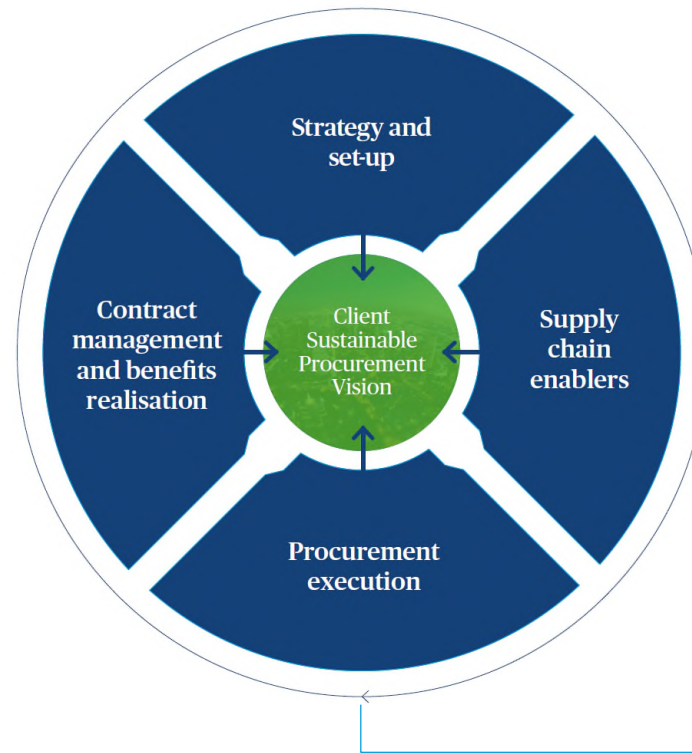 Strategy and
set-up
Contract
management
and benefits
realisation
Client
Sustainable
Procurement
Vision
Supply
chain
enablers
Procurement
execution